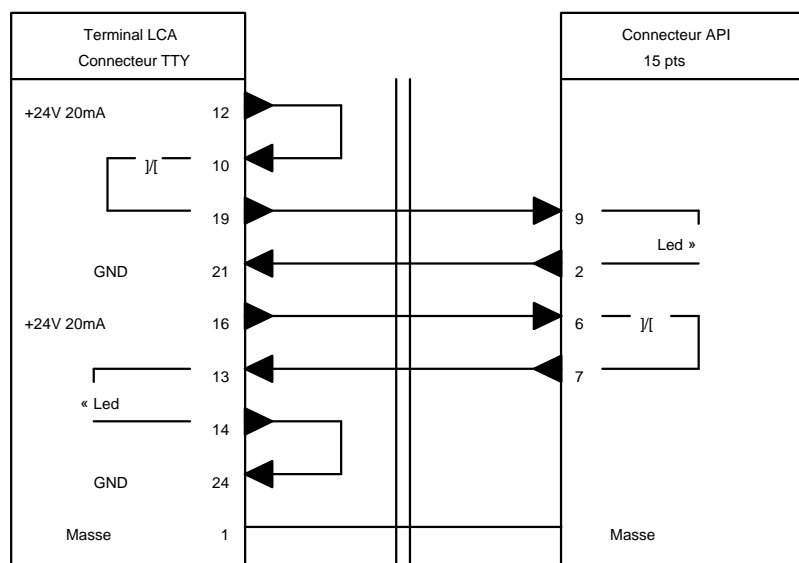 Terminal LCA
Connecteur TTY
Connecteur API
15 pts
+24V 20mA 12
]/[ 10
19 9
Led »
GND 21 2
+24V 20mA 16 6 ]/[
13 7
« Led
14
GND 24
Masse 1 Masse